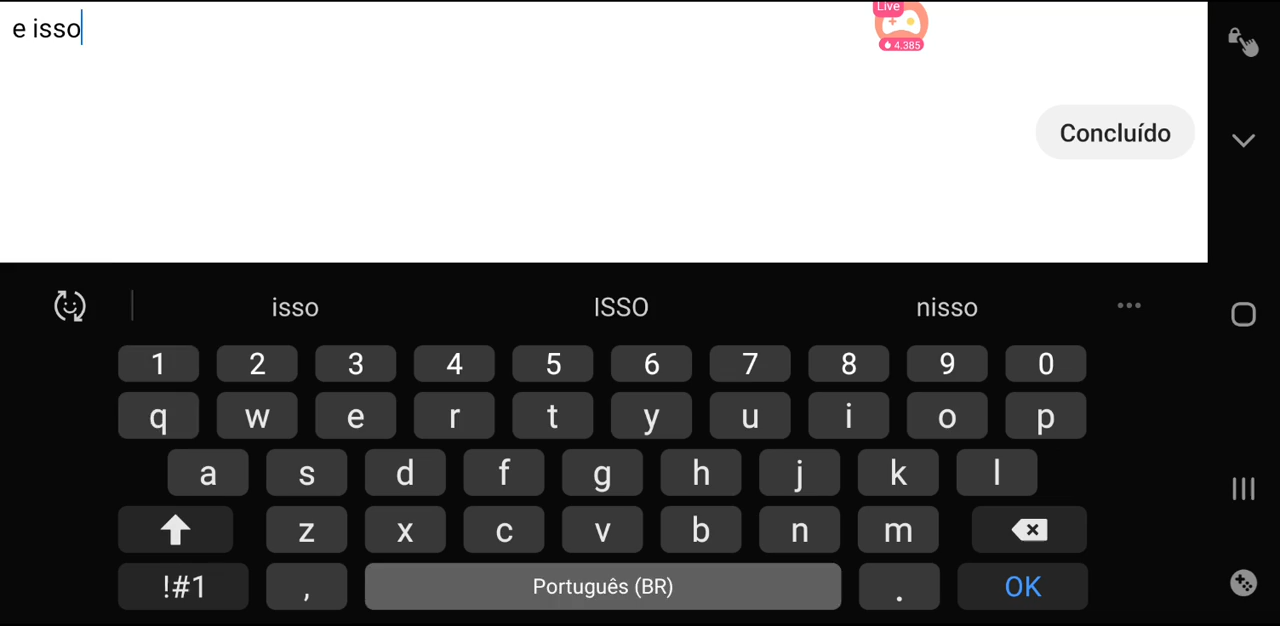 e isso
Live
4.385
Concluído
isso ISSO nisso
1 2 3 4 5 6 7 8 9 0
q w e r t y u i o p
a s d f g h j k l
z x c v b n m
!#1 , Português (BR) . OK